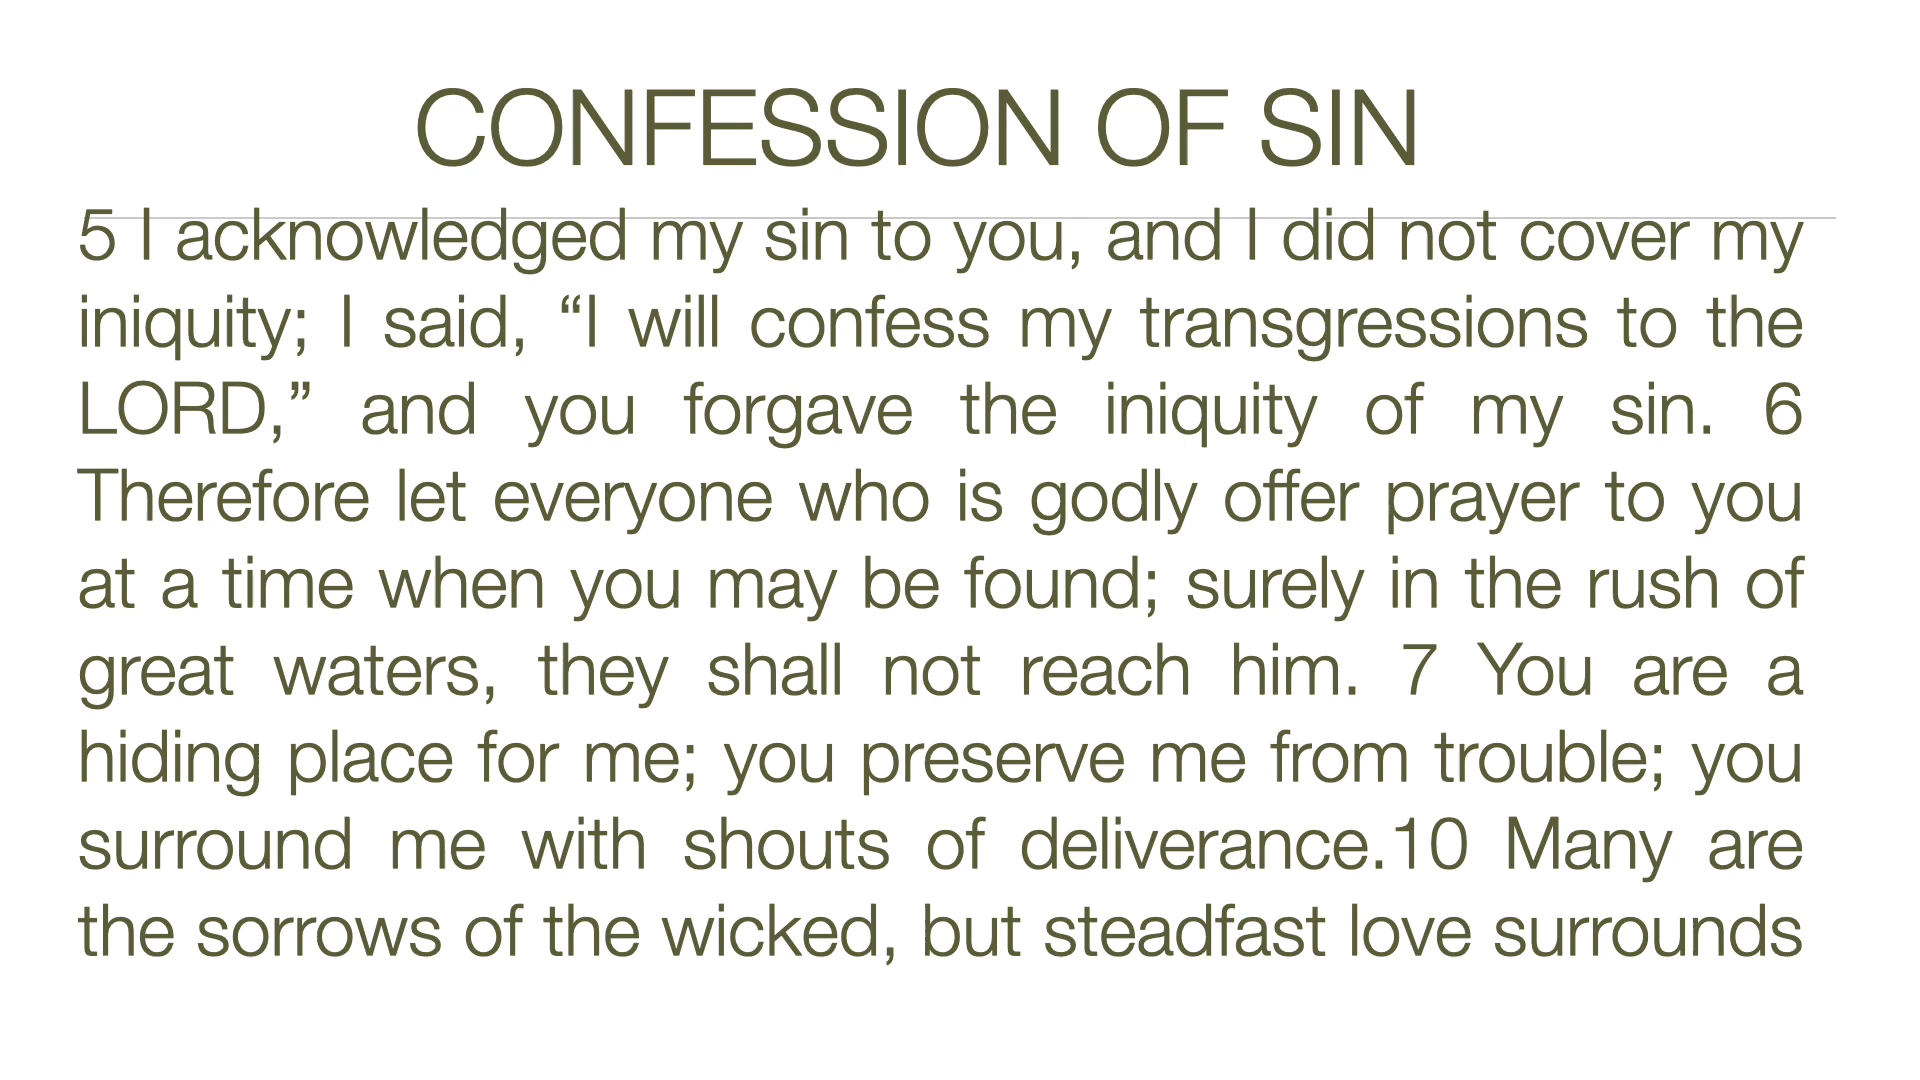 CONFESSION OF SIN
5 I acknowledged my sin to you, and I did not cover my
iniquity; I said, “I will confess my transgressions to the
LORD,” and you forgave the iniquity of my sin. 6
Therefore let everyone who is godly offer prayer to you
at a time when you may be found; surely in the rush of
great waters, they shall not reach him. 7 You are a
hiding place for me; you preserve me from trouble; you
surround me with shouts of deliverance.10 Many are
the sorrows of the wicked, but steadfast love surrounds